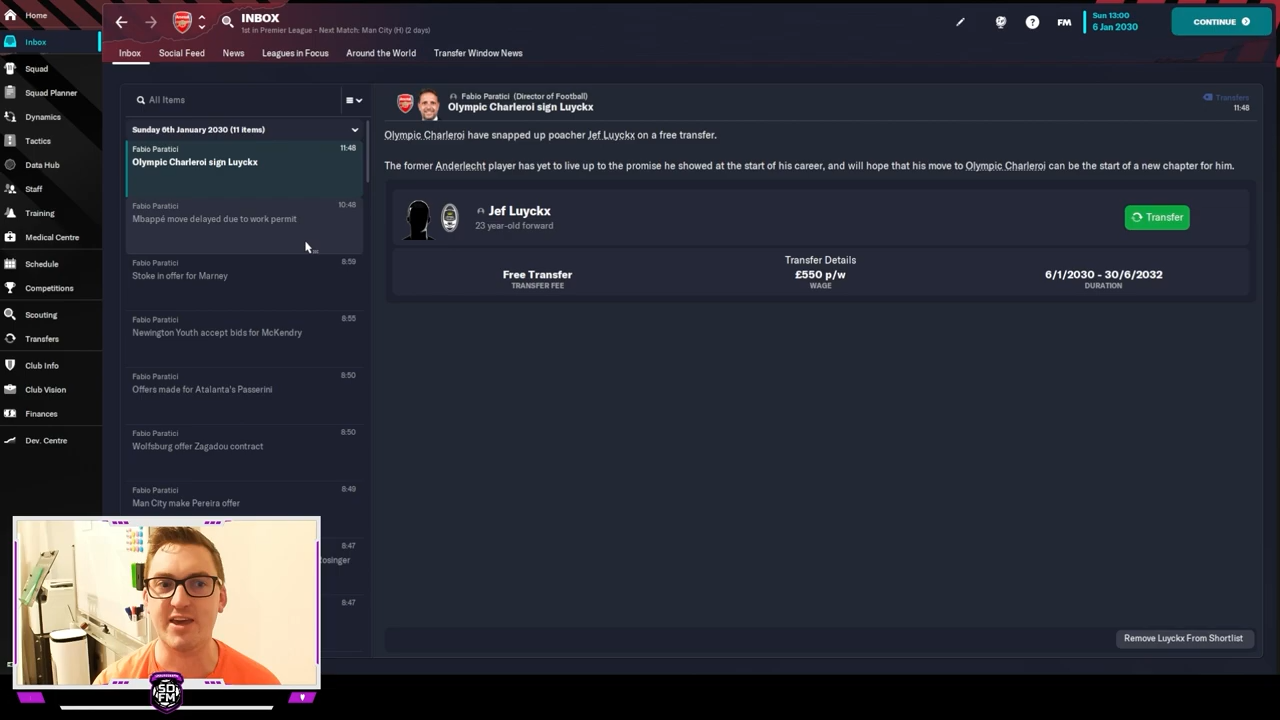 Home
Inbox
Squad
Squad Planner
Dynamics
Tactics
Data Hub
Staff
Training
Medical Centre
Schedule
Competitions
Scouting
Transfers
Club Info
Club Vision
Finances
Dev. Centre
INBOX
1st in Premier League - Next Match: Man City (H) (2 days)
FM
Sun 13:00
6 Jan 2030
CONTINUE
Inbox
Social Feed
News
Leagues in Focus
Around the World
Transfer Window News
All Items
Sunday 6th January 2030 (11 items)
Fabio Paratici 11:48
Olympic Charleroi sign Luyckx
Fabio Paratici 10:48
Mbappé move delayed due to work permit
Fabio Paratici 8:59
Stoke in offer for Marney
Fabio Paratici 8:55
Newington Youth accept bids for McKendry
Fabio Paratici 8:50
Offers made for Atalanta's Passerini
Fabio Paratici 8:50
Wolfsburg offer Zagadou contract
Fabio Paratici 8:49
Man City make Pereira offer
8:47
Rosinger
8:47
Fabio Paratici (Director of Football)
Olympic Charleroi sign Luyckx
Transfers
11:48
Olympic Charleroi have snapped up poacher Jef Luyckx on a free transfer.
The former Anderlecht player has yet to live up to the promise he showed at the start of his career, and will hope that his move to Olympic Charleroi can be the start of a new chapter for him.
Jef Luyckx
23 year-old forward
Transfer
Transfer Details
Free Transfer
TRANSFER FEE
£550 p/w
WAGE
6/1/2030 - 30/6/2032
DURATION
Remove Luyckx From Shortlist
SD
FM